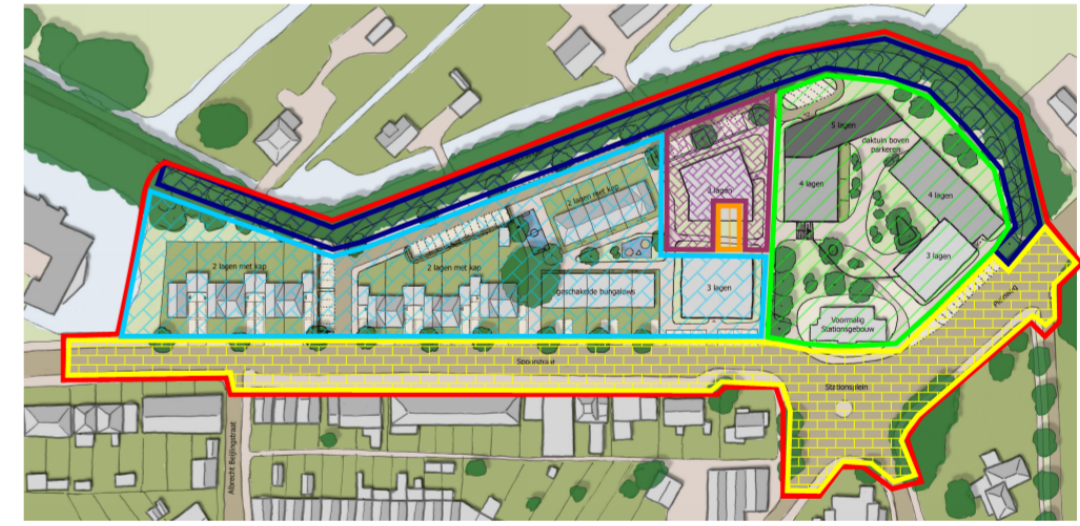 5 lagen
daktuin boven
parkeren
4 lagen
4 lagen
3 lagen
3 lagen
2 lagen met kap
2 lagen met kap
2 lagen met kap
geschakelde bungalows
3 lagen
Voormalig
Stationsgebouw
Stationsplein
Albrecht Beijlingstraat